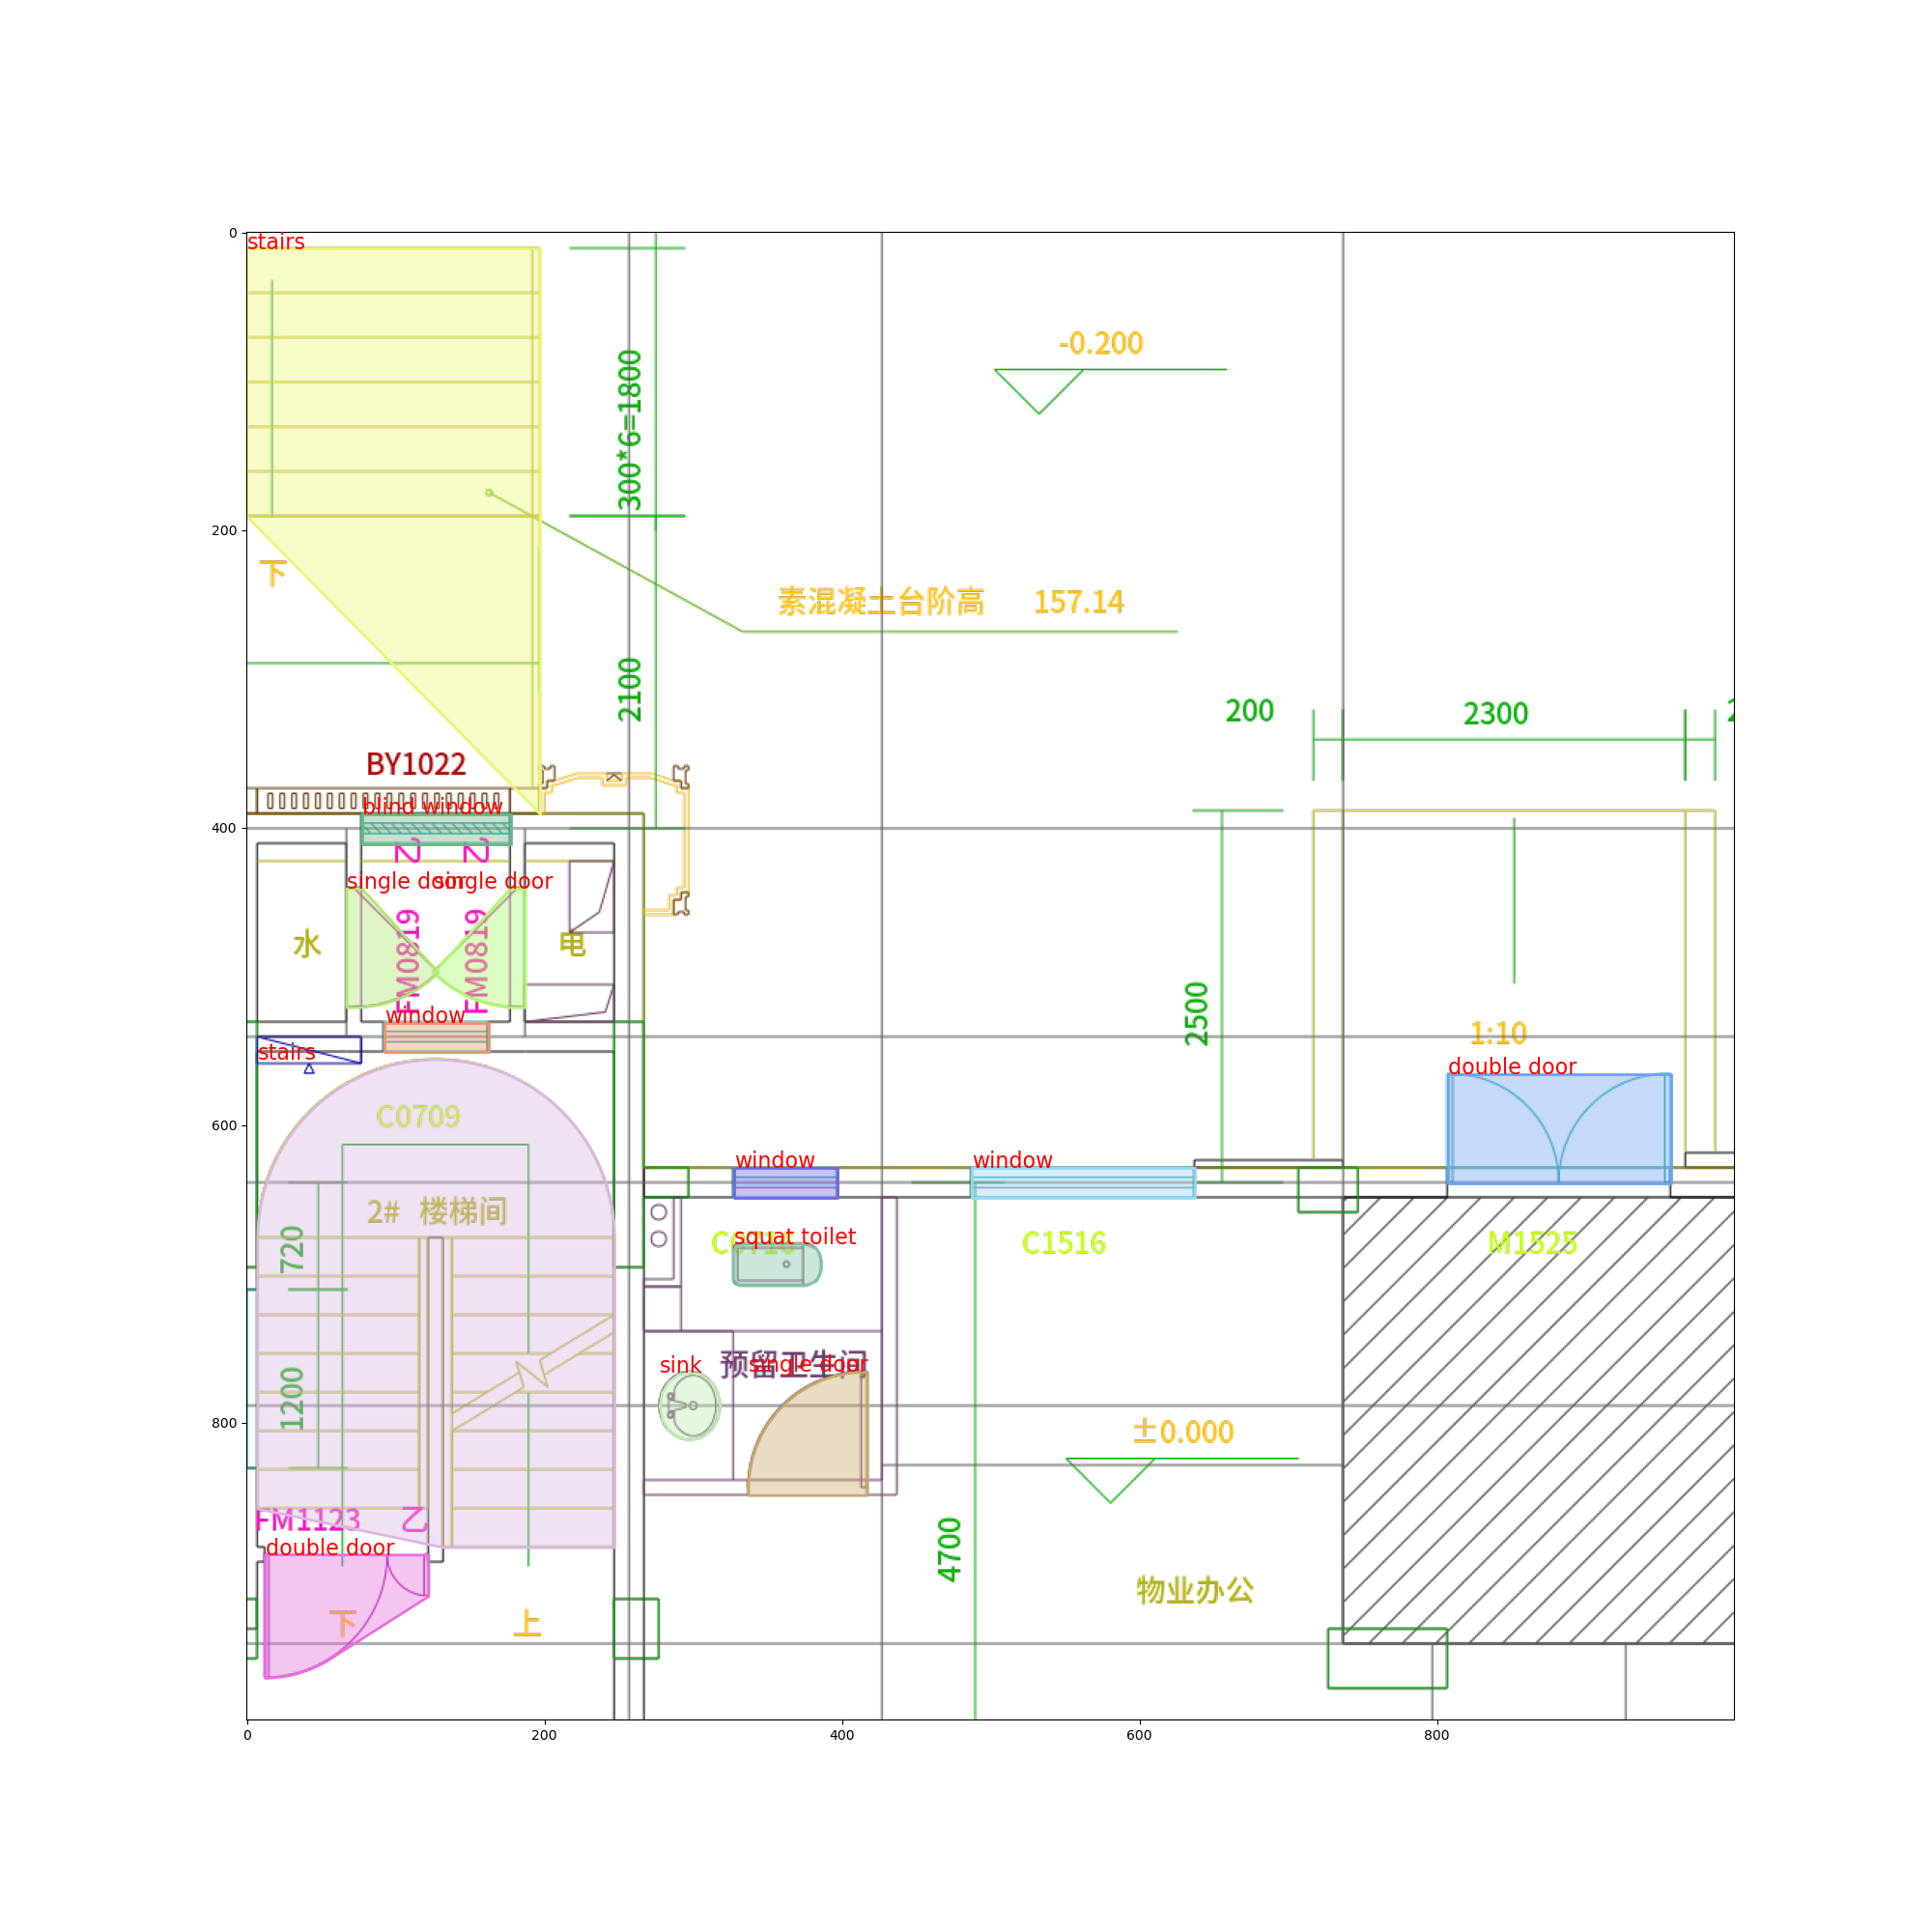 0
stairs
-0.200
300*6=1800
200
素混凝土台阶高 157.14
下
2100
200
2300
BY1022
blind window
400
乙
乙
single door
single door
FM0819
FM0819
水
电
2500
window
1:10
stairs
double door
C0709
600
window
window
2# 楼梯间
squat toilet
C1516
M1525
720
预留卫生间
sink
single door
1200
800
±0.000
FM1123 乙
double door
4700
物业办公
下
上
0
200
400
600
800